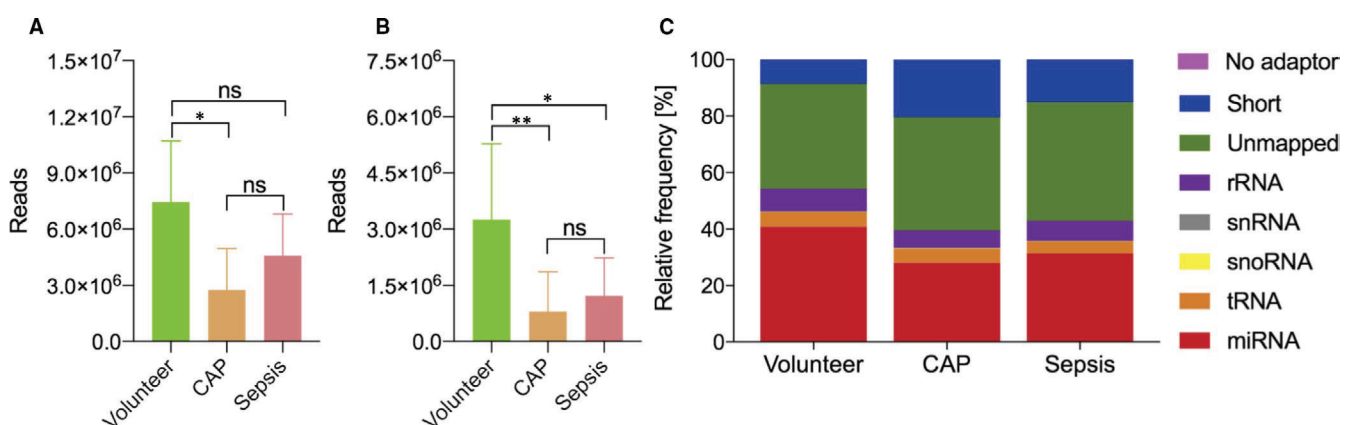 A
1.5×10⁷
1.2×10⁷
9.0×10⁶
6.0×10⁶
3.0×10⁶
0.0
Reads
ns
*
ns
Volunteer
CAP
Sepsis
B
7.5×10⁶
6.0×10⁶
4.5×10⁶
3.0×10⁶
1.5×10⁶
0.0
Reads
*
**
ns
Volunteer
CAP
Sepsis
C
100
80
60
40
20
0
Relative frequency [%]
Volunteer
CAP
Sepsis
No adaptor
Short
Unmapped
rRNA
snRNA
snoRNA
tRNA
miRNA